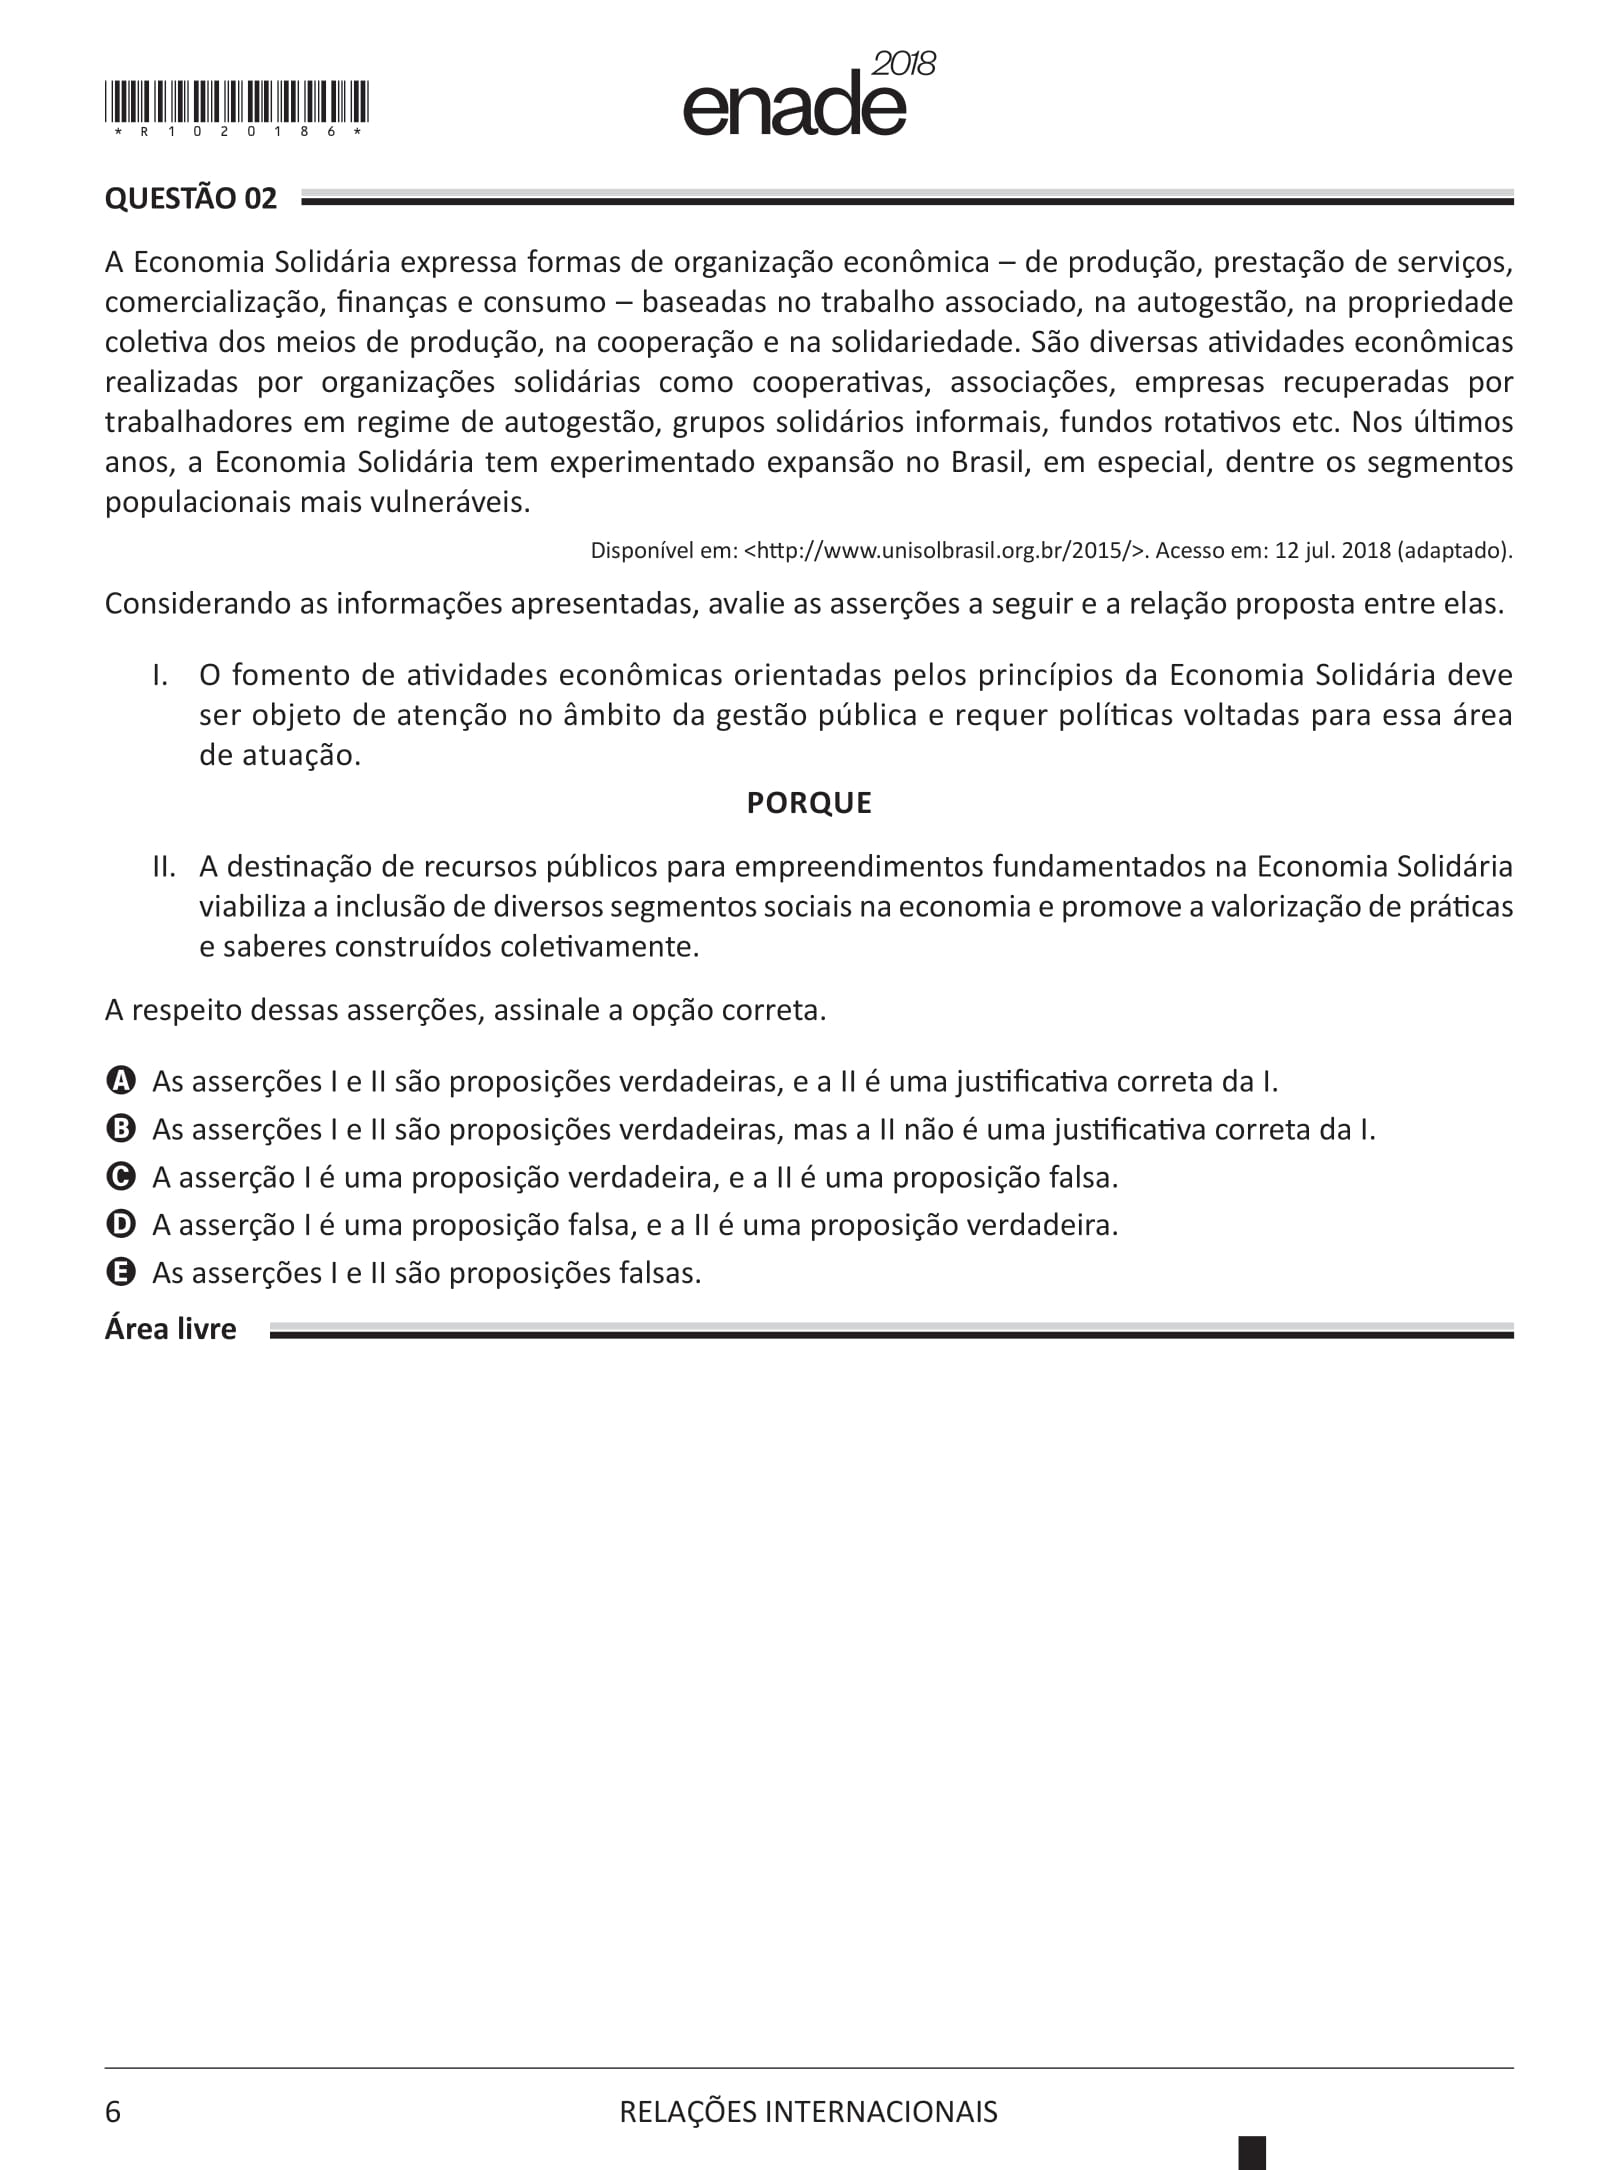 enade 2018
* R 1 0 2 0 1 8 6 *
QUESTÃO 02
A Economia Solidária expressa formas de organização econômica – de produção, prestação de serviços,
comercialização, finanças e consumo – baseadas no trabalho associado, na autogestão, na propriedade
coletiva dos meios de produção, na cooperação e na solidariedade. São diversas atividades econômicas
realizadas por organizações solidárias como cooperativas, associações, empresas recuperadas por
trabalhadores em regime de autogestão, grupos solidários informais, fundos rotativos etc. Nos últimos
anos, a Economia Solidária tem experimentado expansão no Brasil, em especial, dentre os segmentos
populacionais mais vulneráveis.
Disponível em: <http://www.unisolbrasil.org.br/2015/>. Acesso em: 12 jul. 2018 (adaptado).
Considerando as informações apresentadas, avalie as asserções a seguir e a relação proposta entre elas.
I. O fomento de atividades econômicas orientadas pelos princípios da Economia Solidária deve
ser objeto de atenção no âmbito da gestão pública e requer políticas voltadas para essa área
de atuação.
PORQUE
II. A destinação de recursos públicos para empreendimentos fundamentados na Economia Solidária
viabiliza a inclusão de diversos segmentos sociais na economia e promove a valorização de práticas
e saberes construídos coletivamente.
A respeito dessas asserções, assinale a opção correta.
A As asserções I e II são proposições verdadeiras, e a II é uma justificativa correta da I.
B As asserções I e II são proposições verdadeiras, mas a II não é uma justificativa correta da I.
C A asserção I é uma proposição verdadeira, e a II é uma proposição falsa.
D A asserção I é uma proposição falsa, e a II é uma proposição verdadeira.
E As asserções I e II são proposições falsas.
Área livre
6 RELAÇÕES INTERNACIONAIS